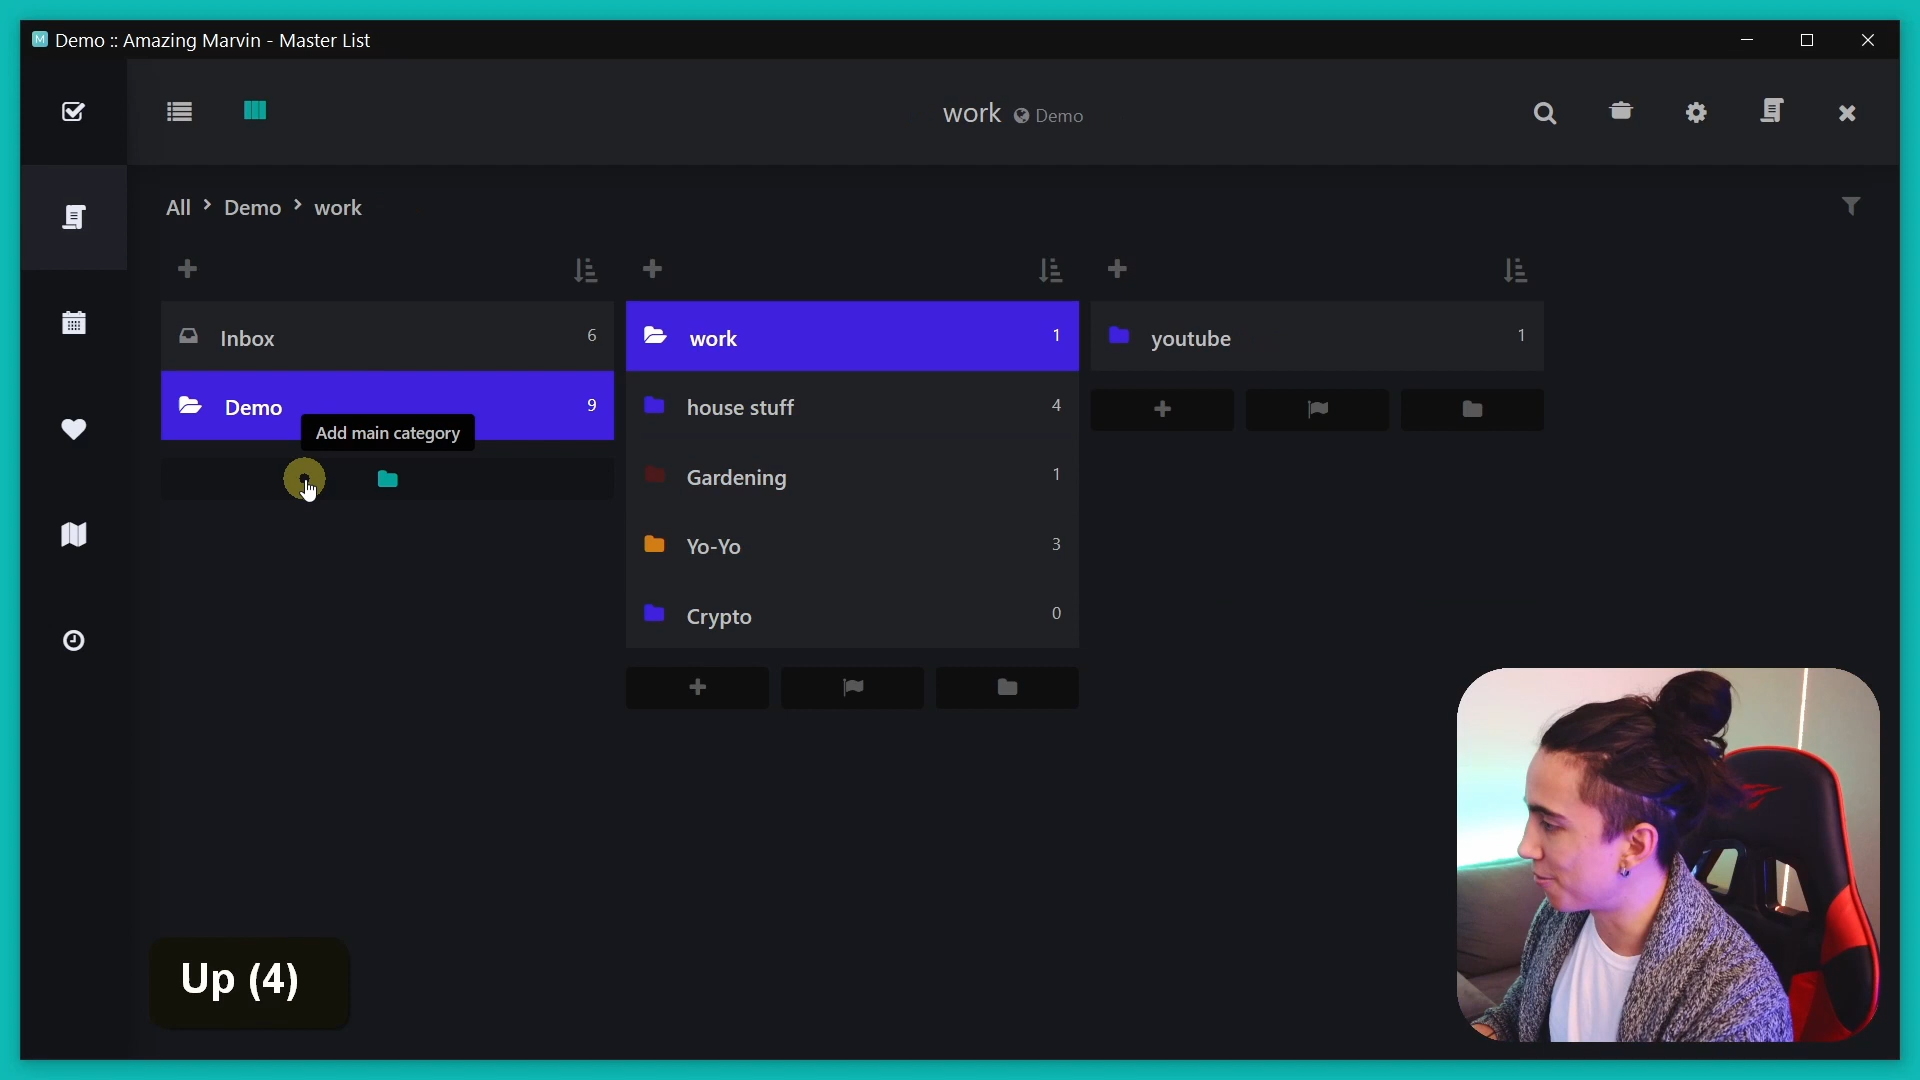 M Demo :: Amazing Marvin - Master List
work Demo
All > Demo > work
Inbox 6
Demo 9
Add main category
work 1
house stuff 4
Gardening 1
Yo-Yo 3
Crypto 0
youtube 1
Up (4)